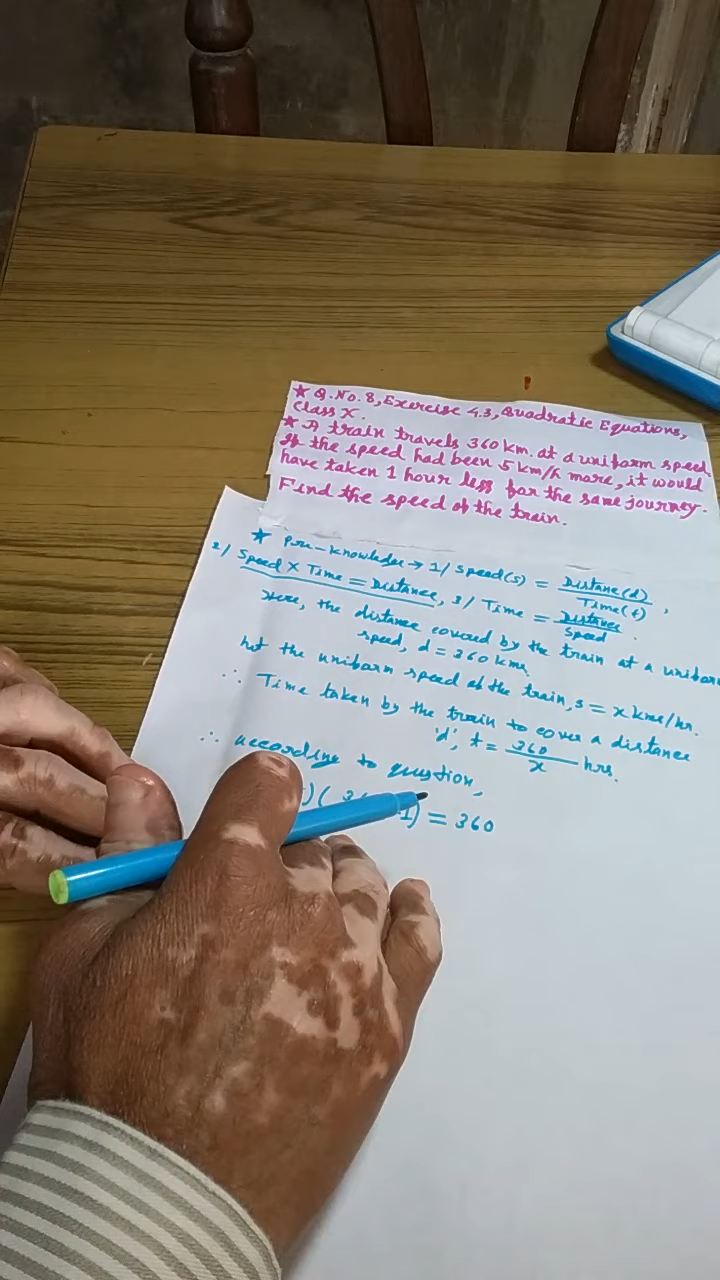 ★ Q.No. 8, Exercise 4.3, Quadratic Equations,
Class X.
★ A train travels 360 km. at a uniform speed.
If the speed had been 5 km/h more, it would
have taken 1 hour less for the same journey.
Find the speed of the train.
★ Pre-knowledge → 1/ Speed(s) = Distane(d)/Time(t) ,
2/ Speed × Time = Distance, 3/ Time = Distance/Speed .
Here, the distance covered by the train at a uniform
speed, d = 360 kms.
Let the uniform speed of the train, s = x kms/hr.
∴ Time taken by the train to cover a distance
'd', t = 360/x hrs.
∴ according to question,
)( 1) = 360